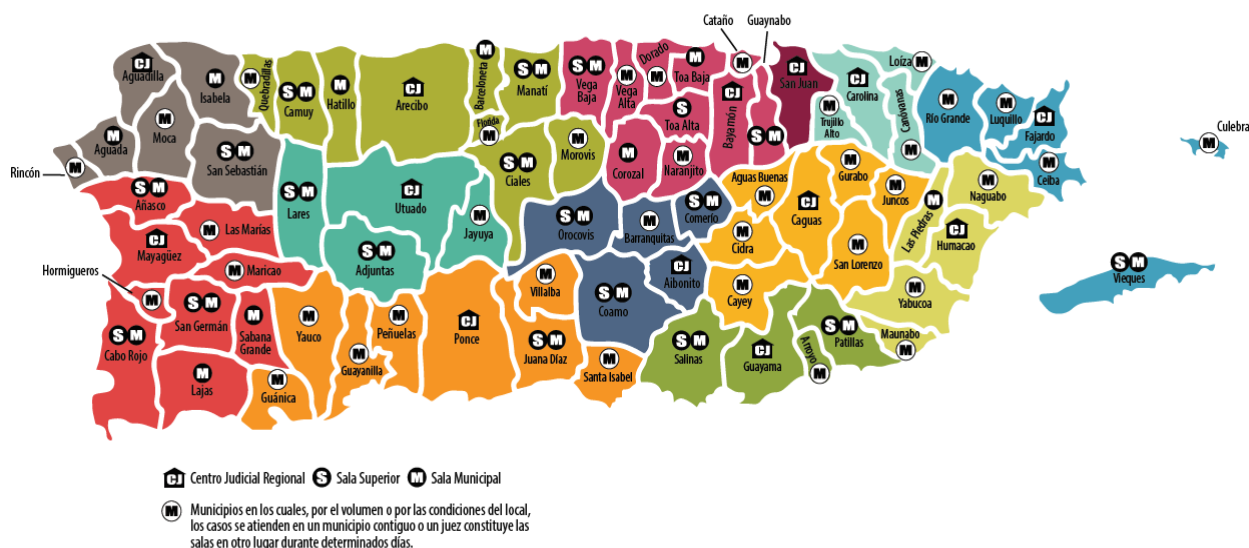 Cataño
Guaynabo
CJ
Aguadilla
M
Isabela
M
Quebradillas
S M
Camuy
M
Hatillo
CJ
Arecibo
M
Barceloneta
S M
Manatí
S M
Vega
Baja
M
Vega
Alta
Dorado
M
M
Toa Baja
M
CJ
Bayamón
S M
CJ
San Juan
CJ
Carolina
Loíza
M
M
Trujillo
Alto
Canóvanas
M
M
Río Grande
M
Luquillo
CJ
Fajardo
M
Ceiba
Culebra
M
M
Aguada
M
Moca
S M
San Sebastián
Rincón
M
Florida
M
S
Toa Alta
M
Morovis
M
Corozal
M
Naranjito
S M
Ciales
S M
Añasco
M
Las Marías
S M
Lares
CJ
Utuado
M
Jayuya
S M
Orocovis
M
Barranquitas
S M
Comerío
Aguas Buenas
M
M
Gurabo
M
Juncos
CJ
Caguas
M
Cidra
M
San Lorenzo
M
Las Piedras
M
Naguabo
CJ
Humacao
CJ
Mayagüez
Hormigueros
M
M
Maricao
S M
Adjuntas
M
Villalba
S M
Coamo
CJ
Aibonito
M
Cayey
M
Yabucoa
S M
Vieques
S M
San Germán
M
Sabana
Grande
S M
Cabo Rojo
M
Lajas
M
Yauco
M
Guánica
M
Guayanilla
M
Peñuelas
CJ
Ponce
S M
Juana Díaz
M
Santa Isabel
S M
Salinas
CJ
Guayama
Arroyo
M
S M
Patillas
Maunabo
M
CJ Centro Judicial Regional S Sala Superior M Sala Municipal
M Municipios en los cuales, por el volumen o por las condiciones del local,
los casos se atienden en un municipio contiguo o un juez constituye las
salas en otro lugar durante determinados días.